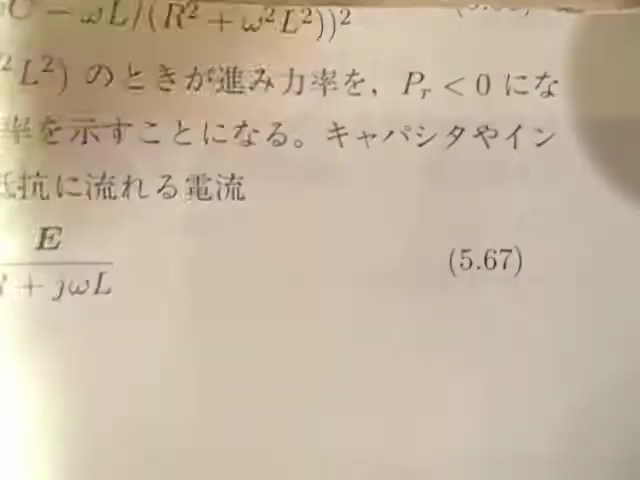 C − ωL/(R² + ω²L²))²
²L²) のときが進み力率を, Pᵣ < 0 にな
率を示すことになる。キャパシタやイン
抵抗に流れる電流
E
+ jωL
(5.67)